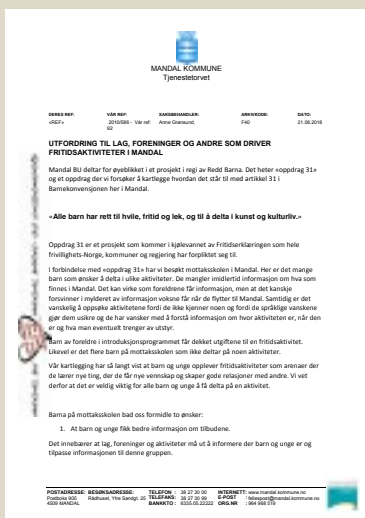 MANDAL KOMMUNE
Tjenestetorvet
DERES REF: VÅR REF: SAKSBEHANDLER: ARKIVKODE: DATO:
«REF» 2010/586 - Vår ref: Anne Grønsund, F40 21.06.2018
92
UTFORDRING TIL LAG, FORENINGER OG ANDRE SOM DRIVER
FRITIDSAKTIVITETER I MANDAL
Mandal BU deltar for øyeblikket i et prosjekt i regi av Redd Barna. Det heter «oppdrag 31»
og et oppdrag der vi forsøker å kartlegge hvordan det står til med artikkel 31 i
Barnekonvensjonen her i Mandal.
«Alle barn har rett til hvile, fritid og lek, og til å delta i kunst og kulturliv.»
Oppdrag 31 er et prosjekt som kommer i kjølevannet av Fritidserklæringen som hele
frivillighets-Norge, kommuner og regjering har forpliktet seg til.
I forbindelse med «oppdrag 31» har vi besøkt mottaksskolen i Mandal. Her er det mange
barn som ønsker å delta i ulike aktiviteter. De mangler imidlertid informasjon om hva som
finnes i Mandal. Det kan virke som foreldrene får informasjon, men at det kanskje
forsvinner i mylderet av informasjon voksne får når de flytter til Mandal. Samtidig er det
vanskelig å oppsøke aktivitetene fordi de ikke kjenner noen og fordi de språklige vanskene
gjør dem usikre og de har vansker med å forstå informasjon om hvor aktiviteten er, når den
er og hva man eventuelt trenger av utstyr.
Barn av foreldre i introduksjonsprogrammet får dekket utgiftene til en fritidsaktivitet.
Likevel er det flere barn på mottaksskolen som ikke deltar på noen aktiviteter.
Vår kartlegging har så langt vist at barn og unge opplever fritidsaktiviteter som arenaer der
de lærer nye ting, der de får nye vennskap og skaper gode relasjoner med andre. Vi vet
derfor at det er veldig viktig for alle barn og unge å få delta på en aktivitet.
Barna på mottaksskolen bad oss formidle to ønsker:
1. At barn og unge fikk bedre informasjon om tilbudene.
Det innebærer at lag, foreninger og aktiviteter må ut å informere der barn og unge er og
tilpasse informasjonen til denne gruppen.
POSTADRESSE: BESØKSADRESSE: TELEFON : 38 27 30 00 INTERNETT: www.mandal.kommune.no
Postboks 905 Rådhuset, Ytre Sandgt. 25 TELEFAKS: 38 27 30 99 E-POST : fellespost@mandal.kommune.no
4509 MANDAL BANKKTO : ORG.NR : 964 968 519